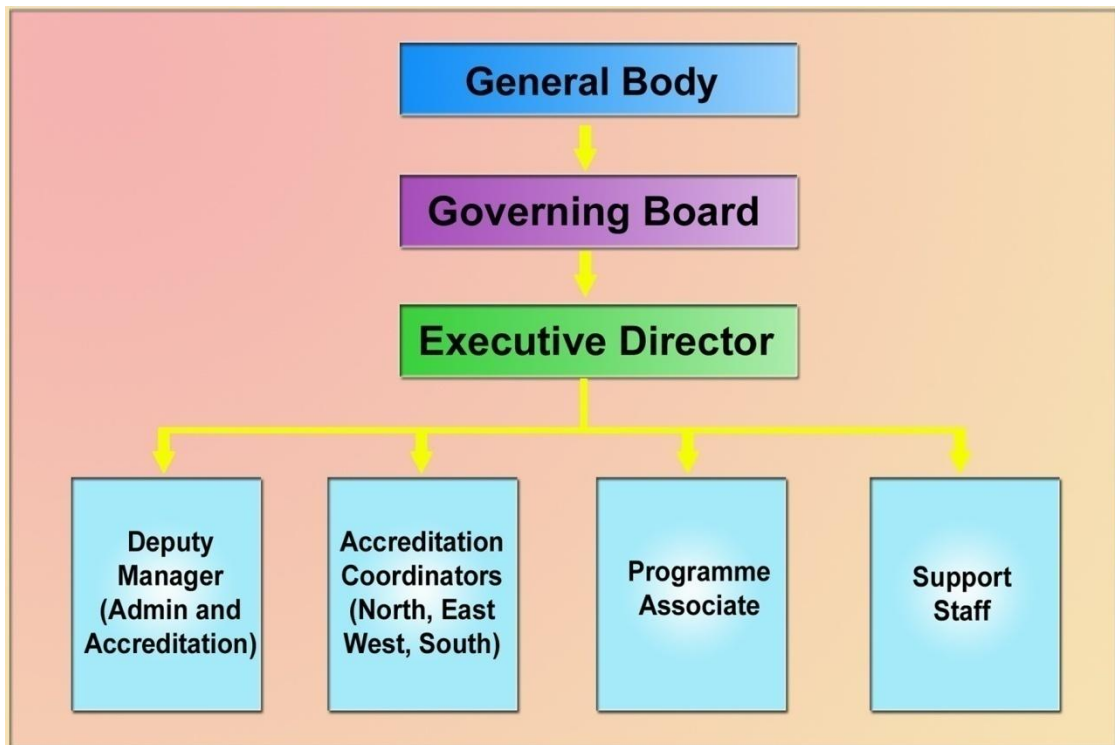 General Body
Governing Board
Executive Director
Deputy
Manager
(Admin and
Accreditation)
Accreditation
Coordinators
(North, East
West, South)
Programme
Associate
Support
Staff